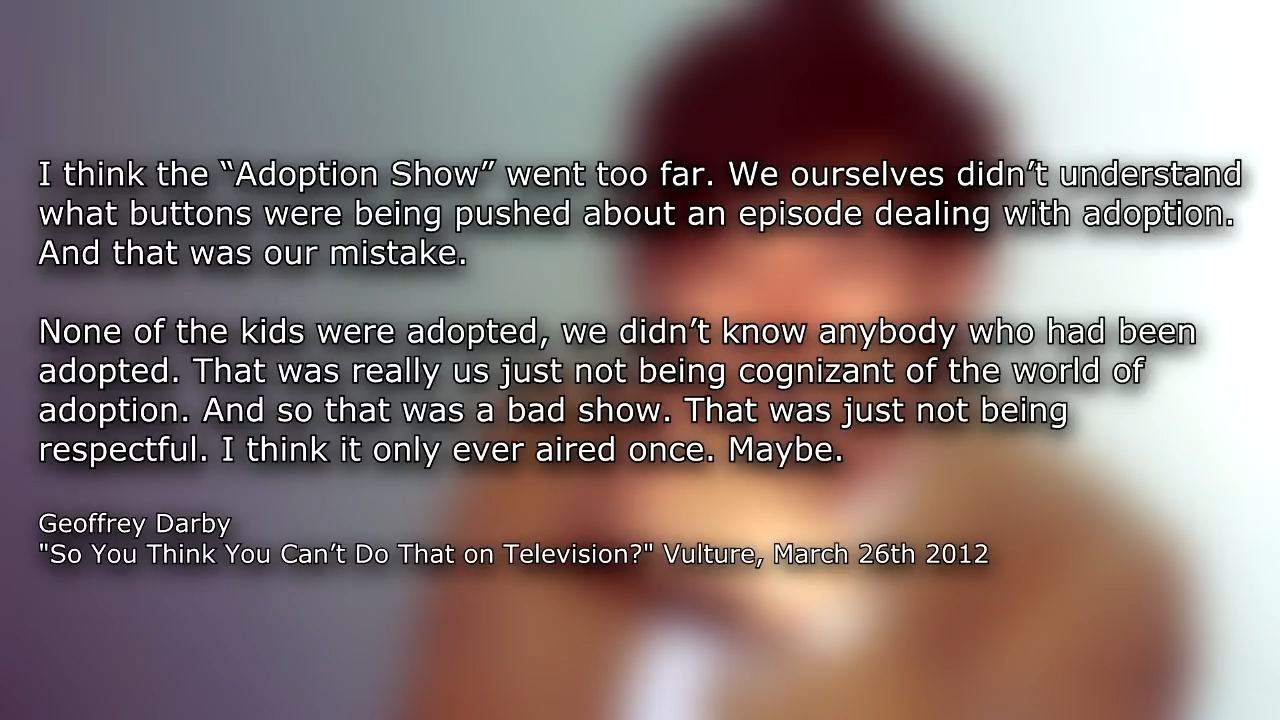 I think the “Adoption Show” went too far. We ourselves didn’t understand
what buttons were being pushed about an episode dealing with adoption.
And that was our mistake.
None of the kids were adopted, we didn’t know anybody who had been
adopted. That was really us just not being cognizant of the world of
adoption. And so that was a bad show. That was just not being
respectful. I think it only ever aired once. Maybe.
Geoffrey Darby
"So You Think You Can’t Do That on Television?" Vulture, March 26th 2012